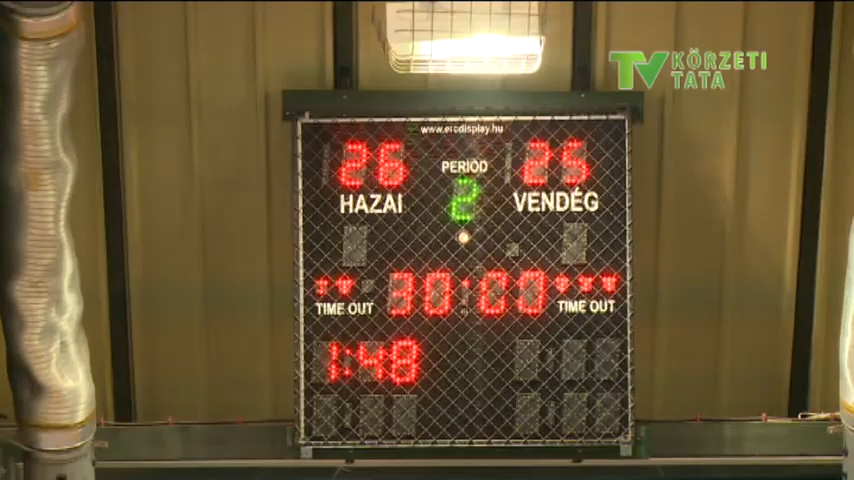 TV KÖRZETI
TATA
www.ercdisplay.hu
26 PERIOD 25
HAZAI 2 VENDÉG
TIME OUT 30:00 TIME OUT
1:48